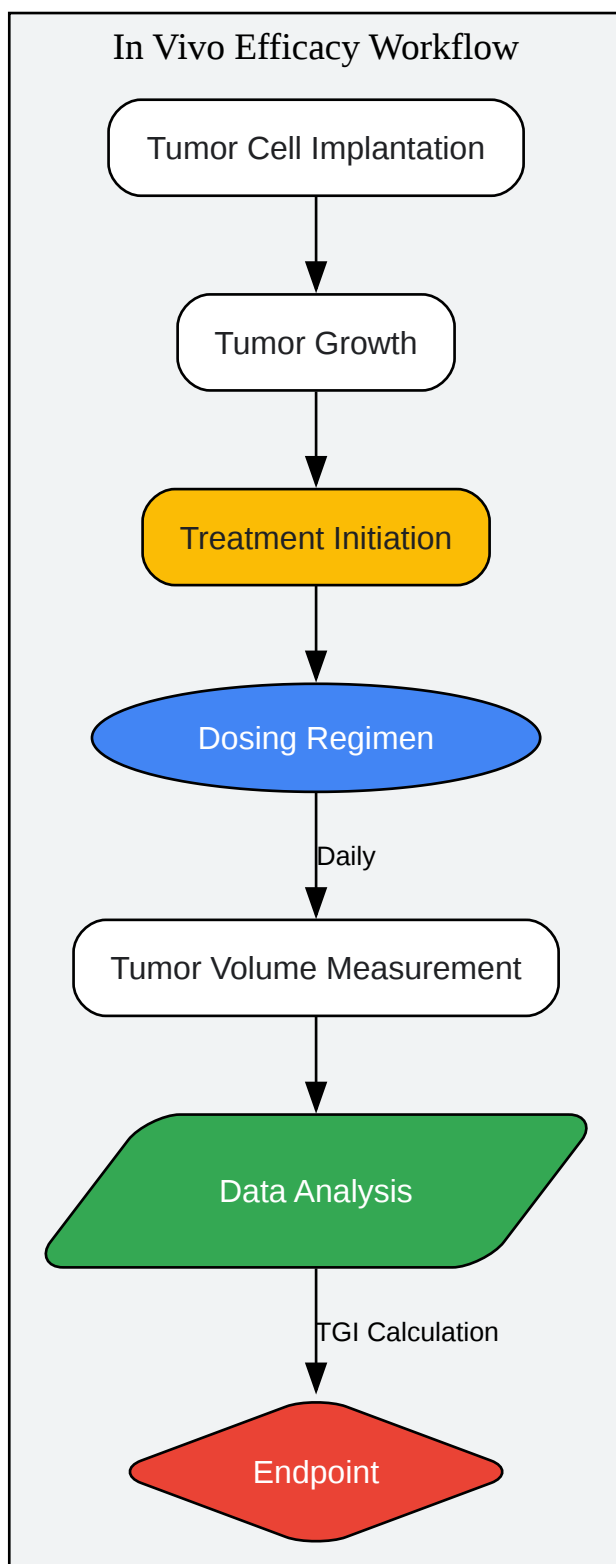 In Vivo Efficacy Workflow
Tumor Cell Implantation
Tumor Growth
Treatment Initiation
Dosing Regimen
Daily
Tumor Volume Measurement
Data Analysis
TGI Calculation
Endpoint